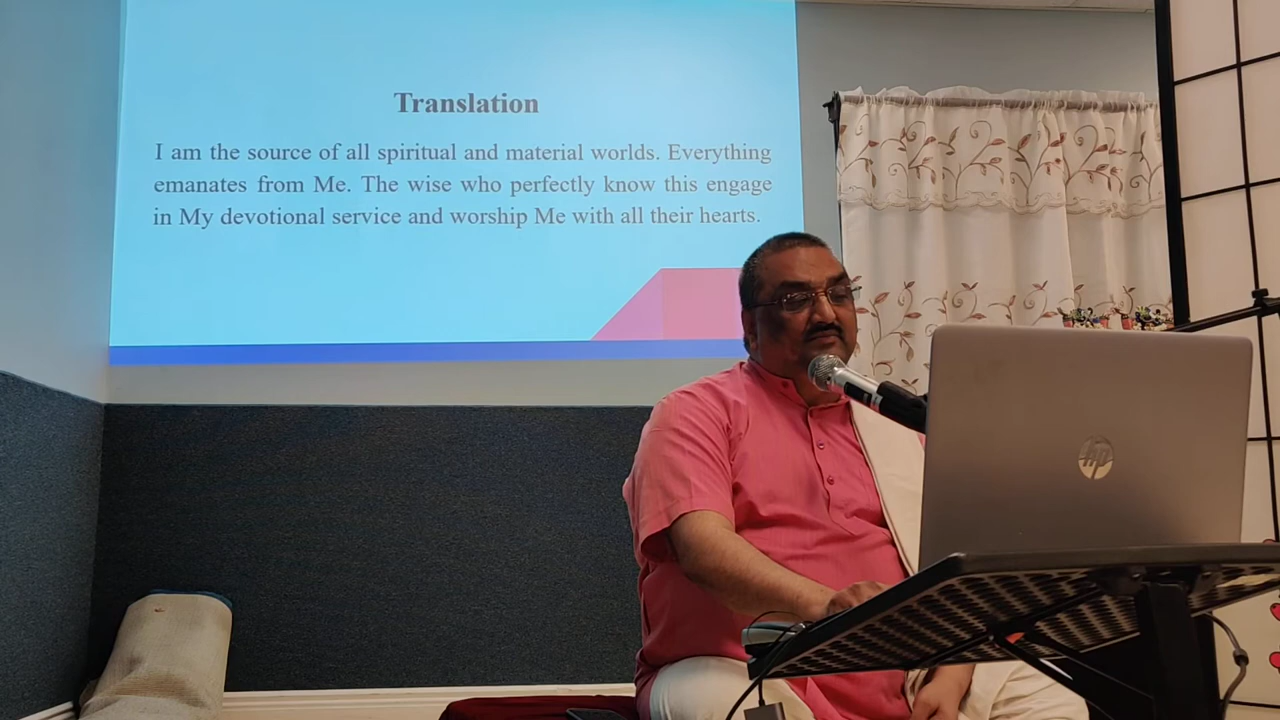 Translation
I am the source of all spiritual and material worlds. Everything
emanates from Me. The wise who perfectly know this engage
in My devotional service and worship Me with all their hearts.
hp